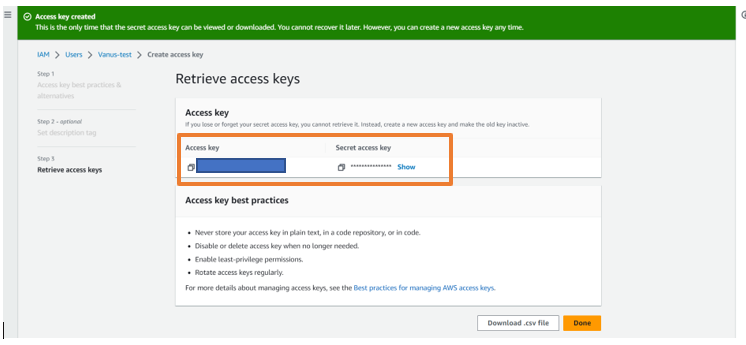 Access key created
This is the only time that the secret access key can be viewed or downloaded. You cannot recover it later. However, you can create a new access key any time.
IAM > Users > Vanus-test > Create access key
Step 1
Access key best practices &
alternatives
Step 2 - optional
Set description tag
Step 3
Retrieve access keys
Retrieve access keys
Access key
If you lose or forget your secret access key, you cannot retrieve it. Instead, create a new access key and make the old key inactive.
Access key
Secret access key
*************** Show
Access key best practices
• Never store your access key in plain text, in a code repository, or in code.
• Disable or delete access key when no longer needed.
• Enable least-privilege permissions.
• Rotate access keys regularly.
For more details about managing access keys, see the Best practices for managing AWS access keys.
Download .csv file
Done